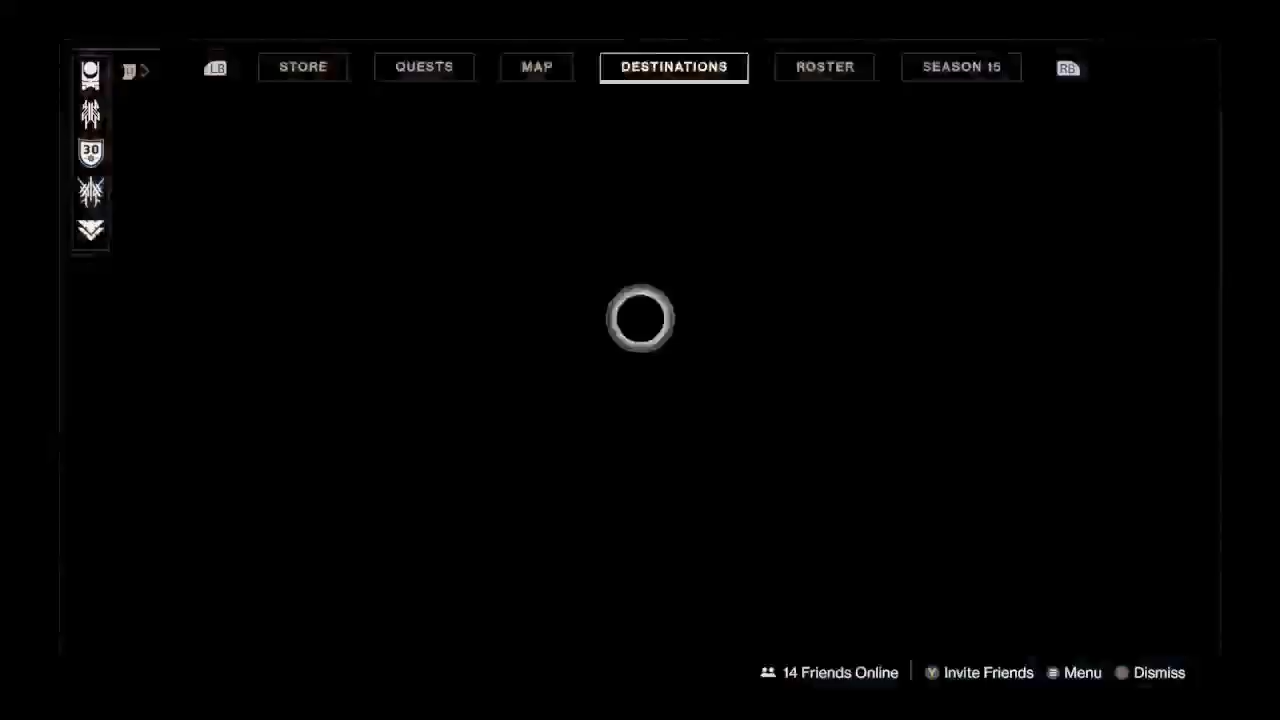 LB STORE QUESTS MAP DESTINATIONS ROSTER SEASON 15 RB
30
14 Friends Online Y Invite Friends Menu Dismiss